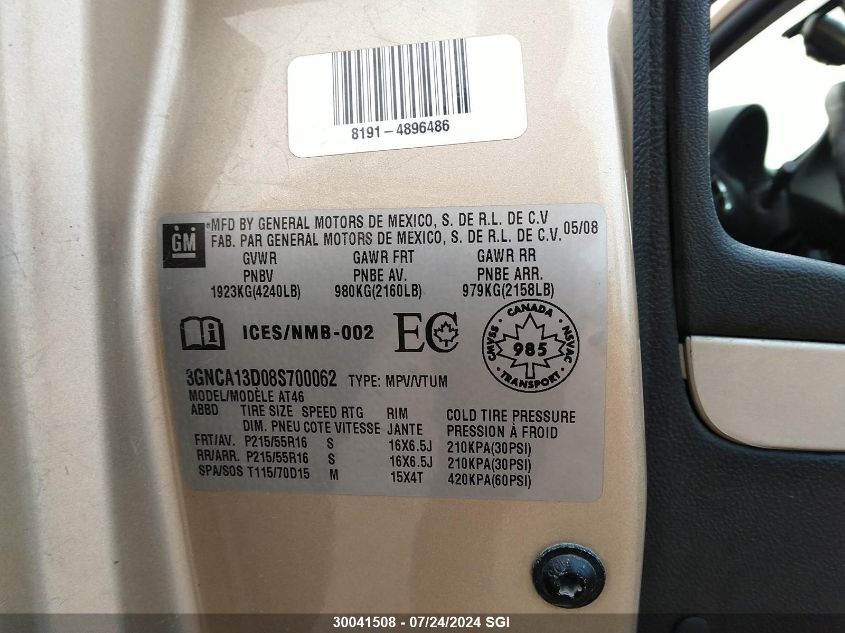 8191-4896486
GM
MFD BY GENERAL MOTORS DE MEXICO, S. DE R.L. DE C.V
FAB. PAR GENERAL MOTORS DE MEXICO, S. DE R.L. DE C.V. 05/08
GVWR GAWR FRT GAWR RR
PNBV PNBE AV. PNBE ARR.
1923KG(4240LB) 980KG(2160LB) 979KG(2158LB)
ICES/NMB-002 EC
CANADA
CMVSS 985 NSVAC
TRANSPORT
3GNCA13D08S700062 TYPE: MPV/VTUM
MODEL/MODÈLE AT46
ABBD TIRE SIZE SPEED RTG RIM COLD TIRE PRESSURE
DIM. PNEU COTE VITESSE JANTE PRESSION À FROID
FRT/AV. P215/55R16 S 16X6.5J 210KPA(30PSI)
RR/ARR. P215/55R16 S 16X6.5J 210KPA(30PSI)
SPA/SOS T115/70D15 M 15X4T 420KPA(60PSI)
30041508 - 07/24/2024 SGI